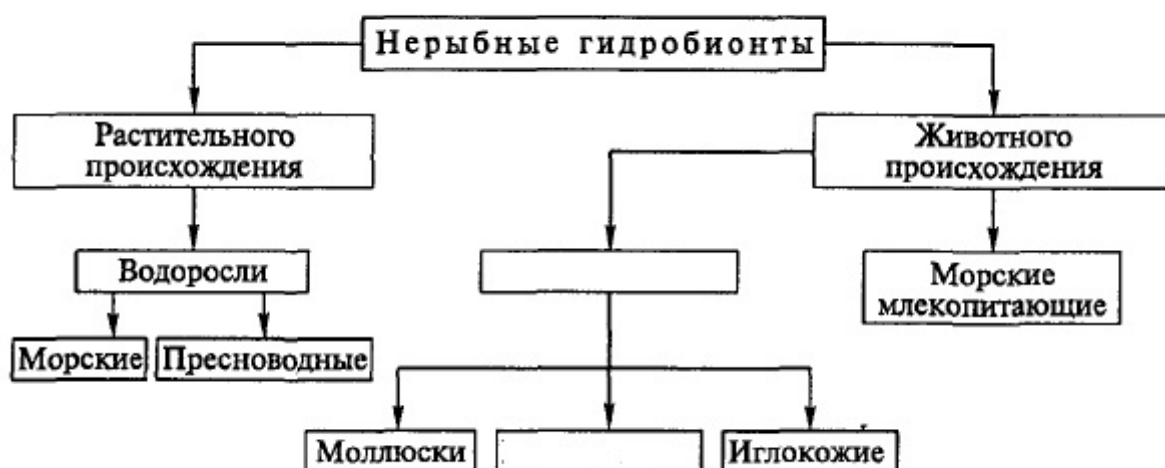 Нерыбные гидробионты
Растительного
происхождения
Животного
происхождения
Водоросли
Морские
млекопитающие
Морские
Пресноводные
Моллюски
Иглокожие